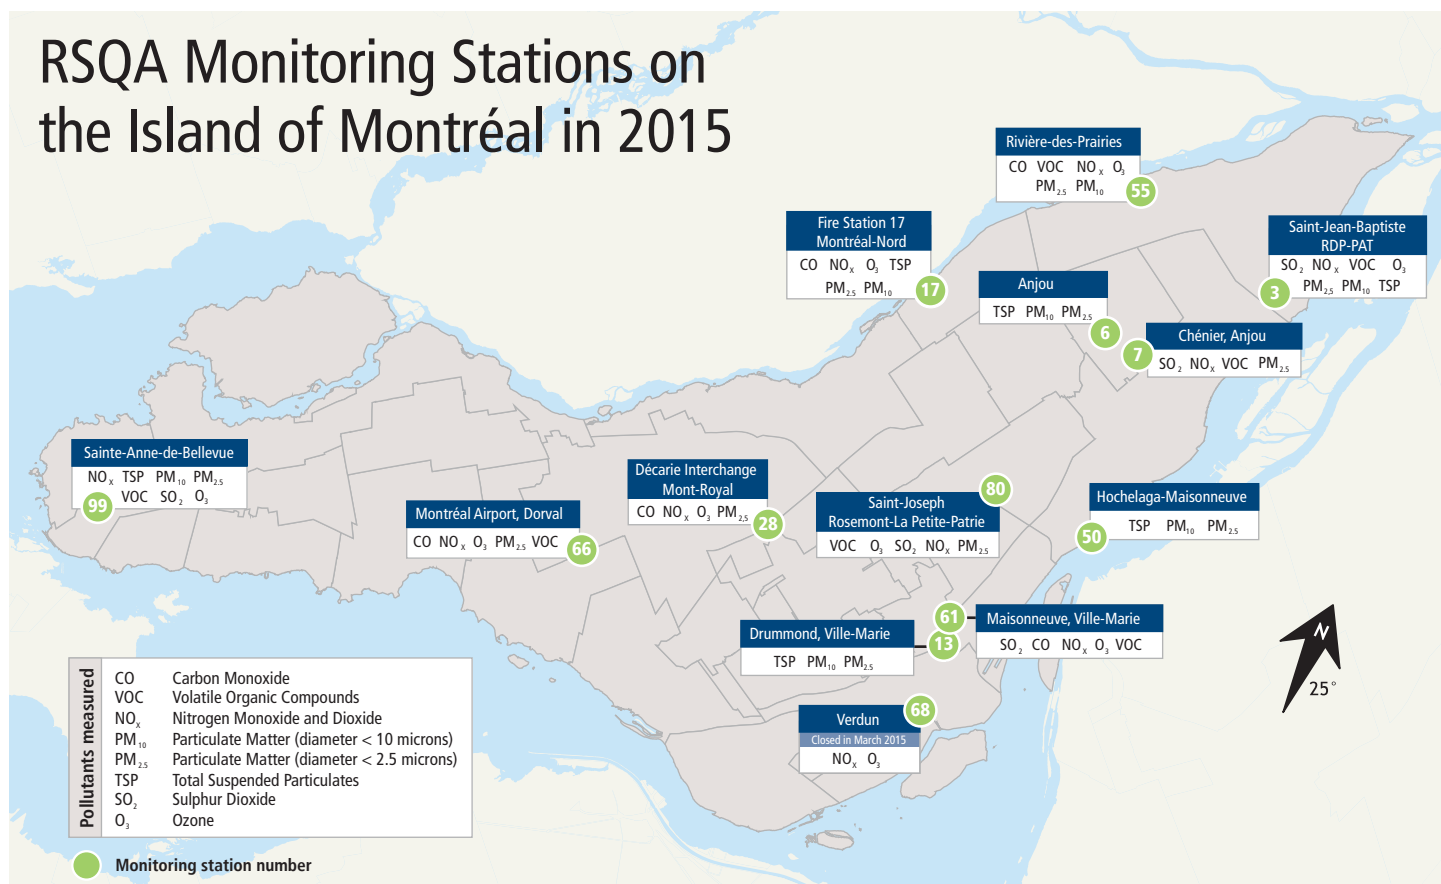 RSQA Monitoring Stations on
the Island of Montréal in 2015
Rivière-des-Prairies
CO VOC NOₓ O₃
PM₂.₅ PM₁₀
55
Fire Station 17
Montréal-Nord
CO NOₓ O₃ TSP
PM₂.₅ PM₁₀
17
Saint-Jean-Baptiste
RDP-PAT
SO₂ NOₓ VOC O₃
PM₂,₅ PM₁₀ TSP
3
Anjou
TSP PM₁₀ PM₂.₅
6
Chénier, Anjou
7
SO₂ NOₓ VOC PM₂.₅
Sainte-Anne-de-Bellevue
NOₓ TSP PM₁₀ PM₂.₅
VOC SO₂ O₃
99
Montréal Airport, Dorval
CO NOₓ O₃ PM₂.₅ VOC
66
Décarie Interchange
Mont-Royal
CO NOₓ O₃ PM₂,₅
28
80
Saint-Joseph
Rosemont-La Petite-Patrie
VOC O₃ SO₂ NOₓ PM₂.₅
Hochelaga-Maisonneuve
TSP PM₁₀ PM₂.₅
50
61
Maisonneuve, Ville-Marie
SO₂ CO NOₓ O₃ VOC
Drummond, Ville-Marie
13
TSP PM₁₀ PM₂.₅
68
Verdun
Closed in March 2015
NOₓ O₃
N
25°
Pollutants measured
CO Carbon Monoxide
VOC Volatile Organic Compounds
NOₓ Nitrogen Monoxide and Dioxide
PM₁₀ Particulate Matter (diameter < 10 microns)
PM₂.₅ Particulate Matter (diameter < 2.5 microns)
TSP Total Suspended Particulates
SO₂ Sulphur Dioxide
O₃ Ozone
Monitoring station number